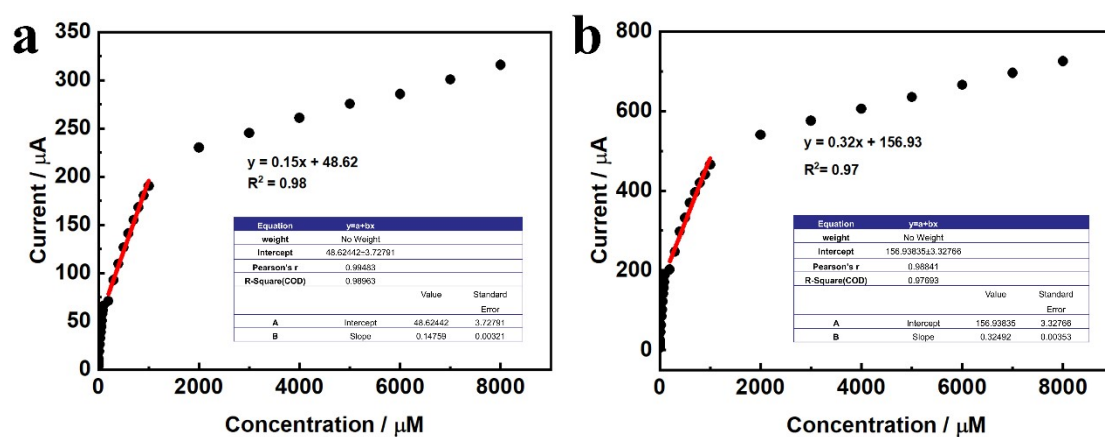 a
350
300
250
200
150
100
50
0
Current / μA
0 2000 4000 6000 8000
Concentration / μM
y = 0.15x + 48.62
R² = 0.98
Equation y=a+bx
weight No Weight
Intercept 48.62442±3.72791
Pearson's r 0.99483
R-Square(COD) 0.98963
Value Standard
Error
A Intercept 48.62442 3.72791
B Slope 0.14759 0.00321
b
800
600
400
200
0
Current / μA
0 2000 4000 6000 8000
Concentration / μM
y = 0.32x + 156.93
R²= 0.97
Equation y=a+bx
weight No Weight
Intercept 156.93835±3.32766
Pearson's r 0.98841
R-Square(COD) 0.97693
Value Standard
Error
A Intercept 156.93835 3.32766
B Slope 0.32492 0.00353